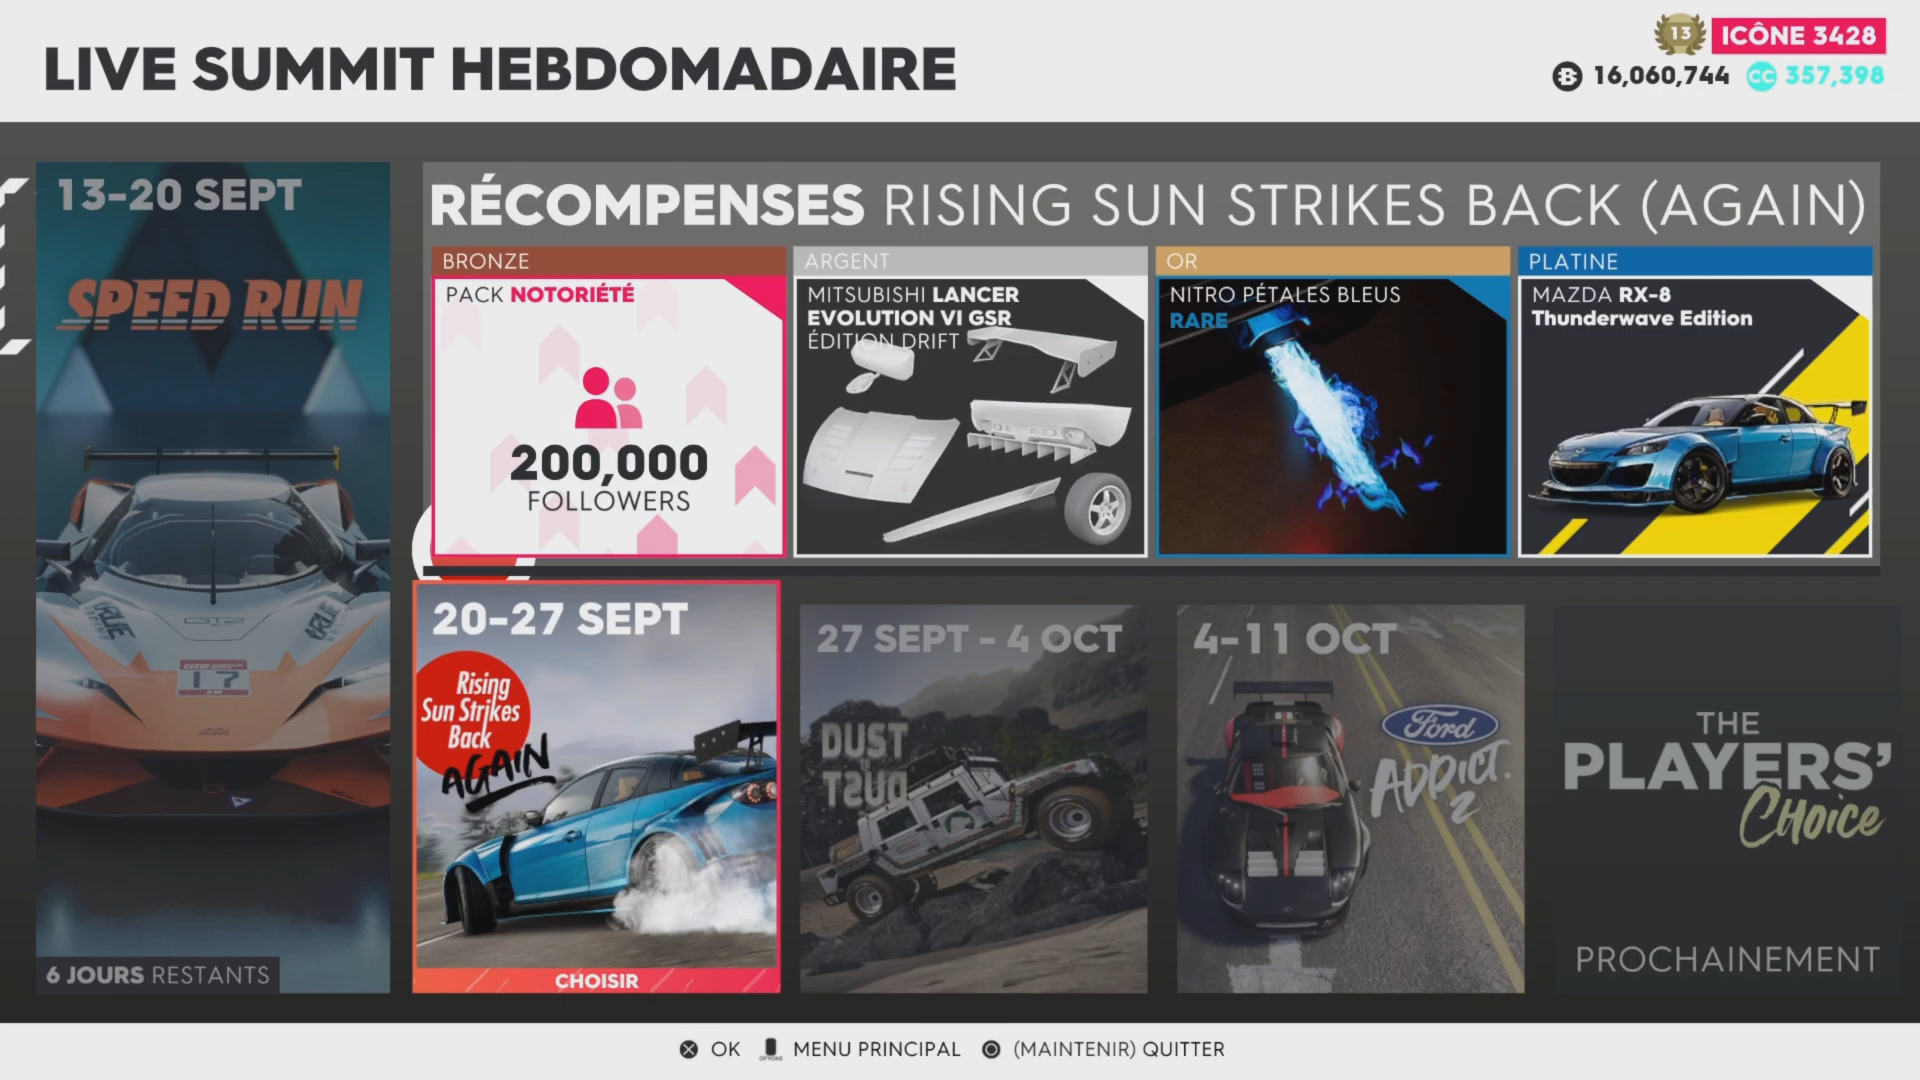 LIVE SUMMIT HEBDOMADAIRE
13
ICÔNE 3428
16,060,744
CC 357,398
13-20 SEPT
SPEED RUN
17
6 JOURS RESTANTS
RÉCOMPENSES RISING SUN STRIKES BACK (AGAIN)
BRONZE
PACK NOTORIÉTÉ
200,000
FOLLOWERS
ARGENT
MITSUBISHI LANCER
EVOLUTION VI GSR
ÉDITION DRIFT
OR
NITRO PÉTALES BLEUS
RARE
PLATINE
MAZDA RX-8
Thunderwave Edition
20-27 SEPT
Rising
Sun Strikes
Back
AGAIN
CHOISIR
27 SEPT - 4 OCT
DUST
TO
DUST
4-11 OCT
Ford
ADDICT.
2
THE
PLAYERS'
CHOICE
PROCHAINEMENT
OK
OPTIONS
MENU PRINCIPAL
(MAINTENIR) QUITTER